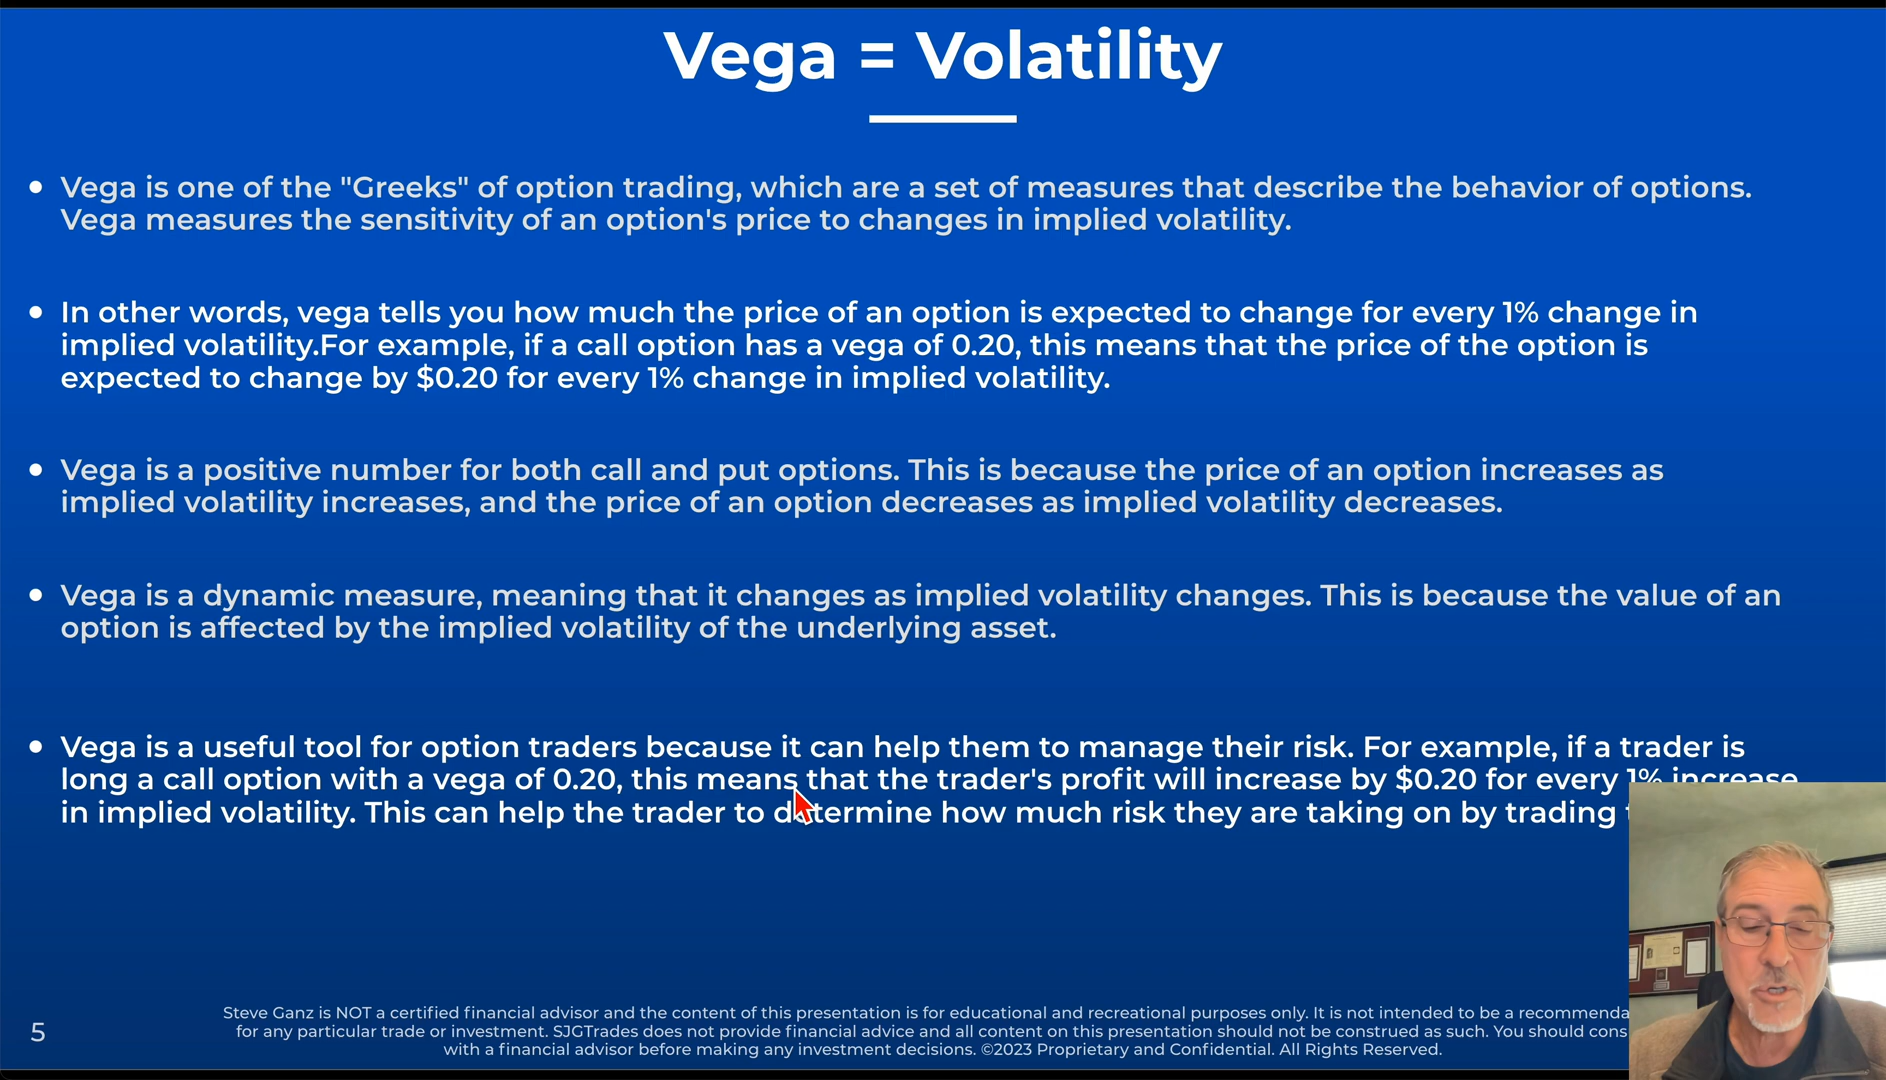 Vega = Volatility
• Vega is one of the "Greeks" of option trading, which are a set of measures that describe the behavior of options.
Vega measures the sensitivity of an option's price to changes in implied volatility.
• In other words, vega tells you how much the price of an option is expected to change for every 1% change in
implied volatility.For example, if a call option has a vega of 0.20, this means that the price of the option is
expected to change by $0.20 for every 1% change in implied volatility.
• Vega is a positive number for both call and put options. This is because the price of an option increases as
implied volatility increases, and the price of an option decreases as implied volatility decreases.
• Vega is a dynamic measure, meaning that it changes as implied volatility changes. This is because the value of an
option is affected by the implied volatility of the underlying asset.
• Vega is a useful tool for option traders because it can help them to manage their risk. For example, if a trader is
long a call option with a vega of 0.20, this means that the trader's profit will increase by $0.20 for every 1% increase
in implied volatility. This can help the trader to determine how much risk they are taking on by trading
Steve Ganz is NOT a certified financial advisor and the content of this presentation is for educational and recreational purposes only. It is not intended to be a
for any particular trade or investment. SJGTrades does not provide financial advice and all content on this presentation should not be construed as such. You should
with a financial advisor before making any investment decisions. ©2023 Proprietary and Confidential. All Rights Reserved.
5